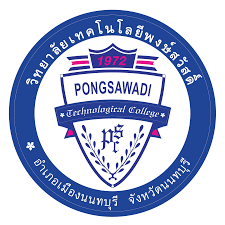 วิทยาลัยเทคโนโลยีพงษ์สวัสดิ์
1972
PONGSAWADI
Technological College
P S C
อำเภอเมืองนนทบุรี จังหวัดนนทบุรี